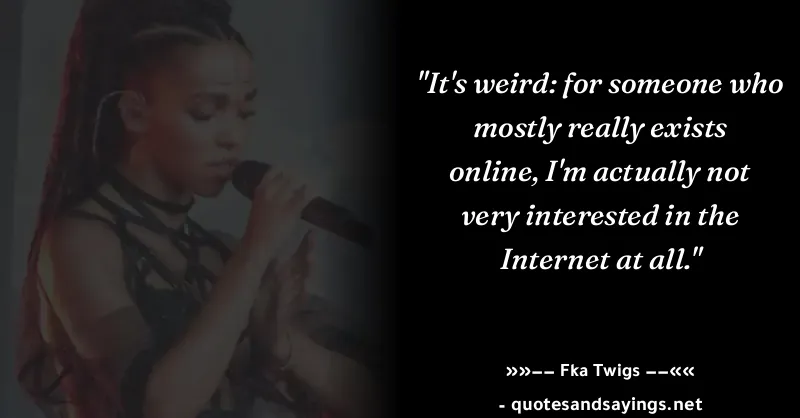 "It's weird: for someone who
mostly really exists
online, I'm actually not
very interested in the
Internet at all."
»»−− Fka Twigs −−««
- quotesandsayings.net